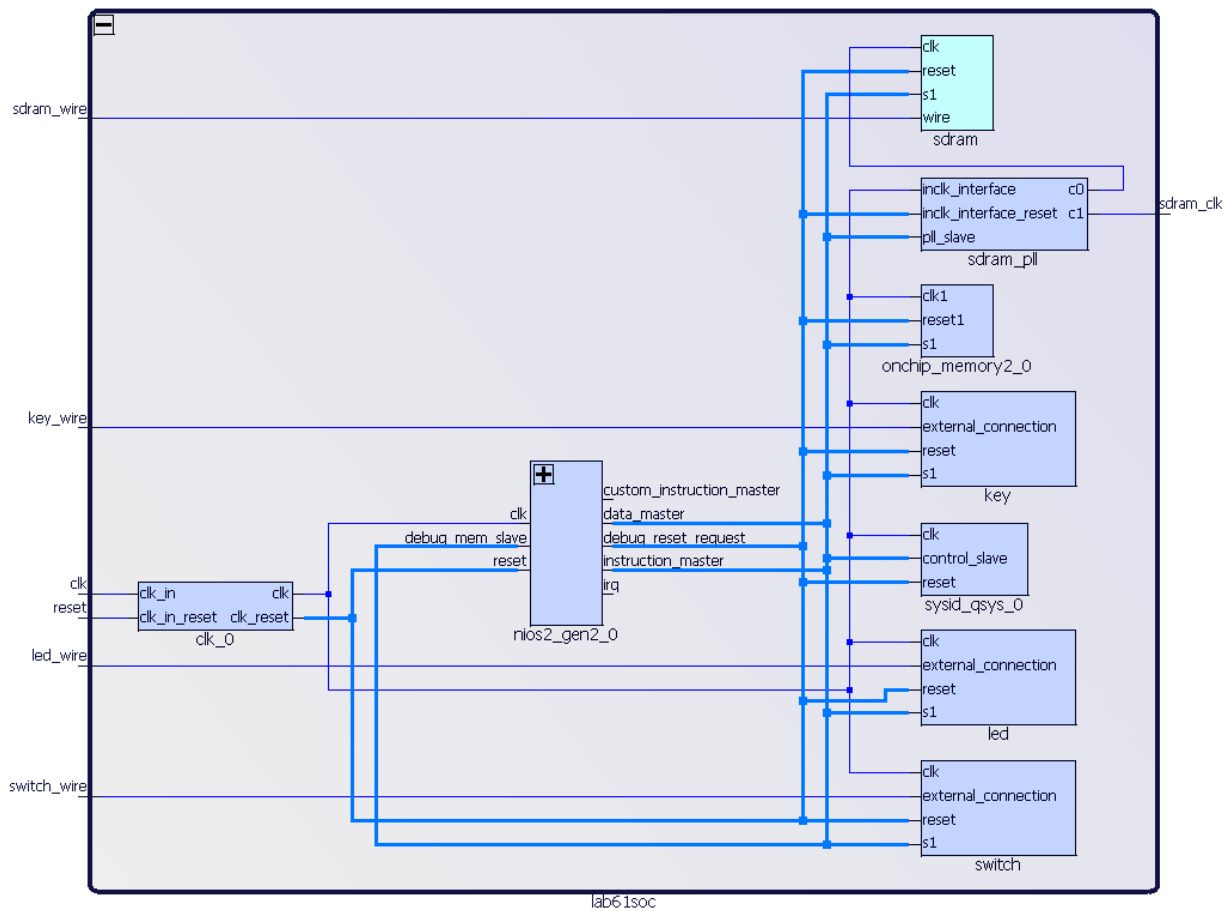 sdram_wire
clk
reset
s1
wire
sdram
inclk_interface c0
inclk_interface_reset c1
sdram_clk
pll_slave
sdram_pll
clk1
reset1
s1
onchip_memory2_0
key_wire
clk
external_connection
reset
s1
key
custom_instruction_master
clk data_master
debug_mem_slave debug_reset_request
reset instruction_master
irq
nios2_gen2_0
clk
control_slave
reset
sysid_qsys_0
clk
reset
clk_in clk
clk_in_reset clk_reset
clk_0
led_wire
clk
external_connection
reset
s1
led
switch_wire
clk
external_connection
reset
s1
switch
lab61soc